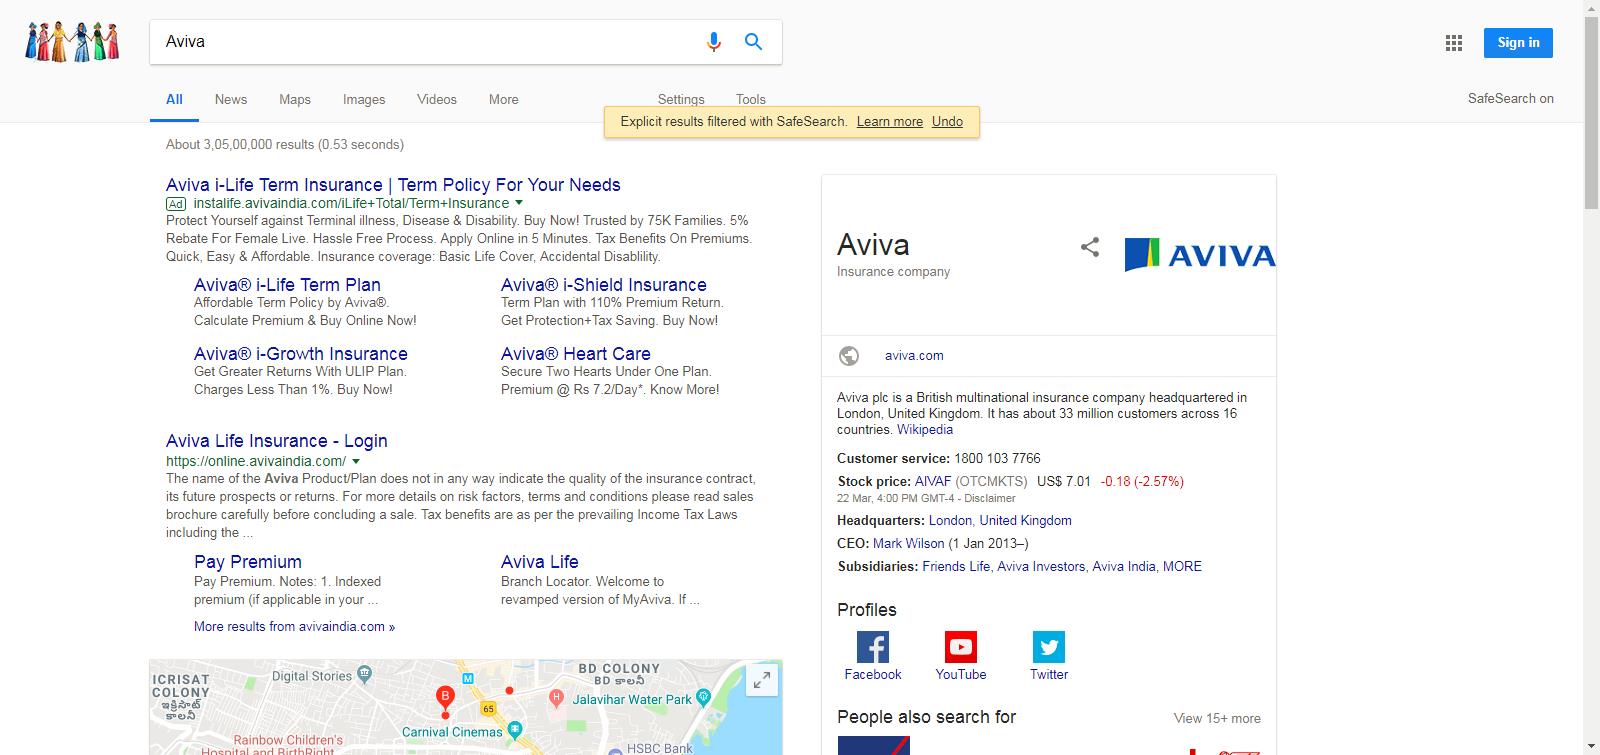 Aviva
Sign in
All News Maps Images Videos More Settings Tools
SafeSearch on
Explicit results filtered with SafeSearch. Learn more Undo
About 3,05,00,000 results (0.53 seconds)
Aviva i-Life Term Insurance | Term Policy For Your Needs
Ad instalife.avivaindia.com/iLife+Total/Term+Insurance
Protect Yourself against Terminal illness, Disease & Disability. Buy Now! Trusted by 75K Families. 5%
Rebate For Female Live. Hassle Free Process. Apply Online in 5 Minutes. Tax Benefits On Premiums.
Quick, Easy & Affordable. Insurance coverage: Basic Life Cover, Accidental Disablility.
Aviva® i-Life Term Plan
Affordable Term Policy by Aviva®.
Calculate Premium & Buy Online Now!
Aviva® i-Shield Insurance
Term Plan with 110% Premium Return.
Get Protection+Tax Saving. Buy Now!
Aviva® i-Growth Insurance
Get Greater Returns With ULIP Plan.
Charges Less Than 1%. Buy Now!
Aviva® Heart Care
Secure Two Hearts Under One Plan.
Premium @ Rs 7.2/Day*. Know More!
Aviva Life Insurance - Login
https://online.avivaindia.com/
The name of the Aviva Product/Plan does not in any way indicate the quality of the insurance contract,
its future prospects or returns. For more details on risk factors, terms and conditions please read sales
brochure carefully before concluding a sale. Tax benefits are as per the prevailing Income Tax Laws
including the ...
Pay Premium
Pay Premium. Notes: 1. Indexed
premium (if applicable in your ...
Aviva Life
Branch Locator. Welcome to
revamped version of MyAviva. If ...
More results from avivaindia.com »
ICRISAT
COLONY
ఇక్రిసాట్
కాలనీ
Digital Stories
M
B
65
H
BD COLONY
BD కాలనీ
Jalavihar Water Park
Carnival Cinemas
Rainbow Children's
Hospital and BirthRight
HSBC Bank
Aviva
Insurance company
AVIVA
aviva.com
Aviva plc is a British multinational insurance company headquartered in
London, United Kingdom. It has about 33 million customers across 16
countries. Wikipedia
Customer service: 1800 103 7766
Stock price: AIVAF (OTCMKTS) US$ 7.01 -0.18 (-2.57%)
22 Mar, 4:00 PM GMT-4 - Disclaimer
Headquarters: London, United Kingdom
CEO: Mark Wilson (1 Jan 2013–)
Subsidiaries: Friends Life, Aviva Investors, Aviva India, MORE
Profiles
Facebook YouTube Twitter
People also search for
View 15+ more